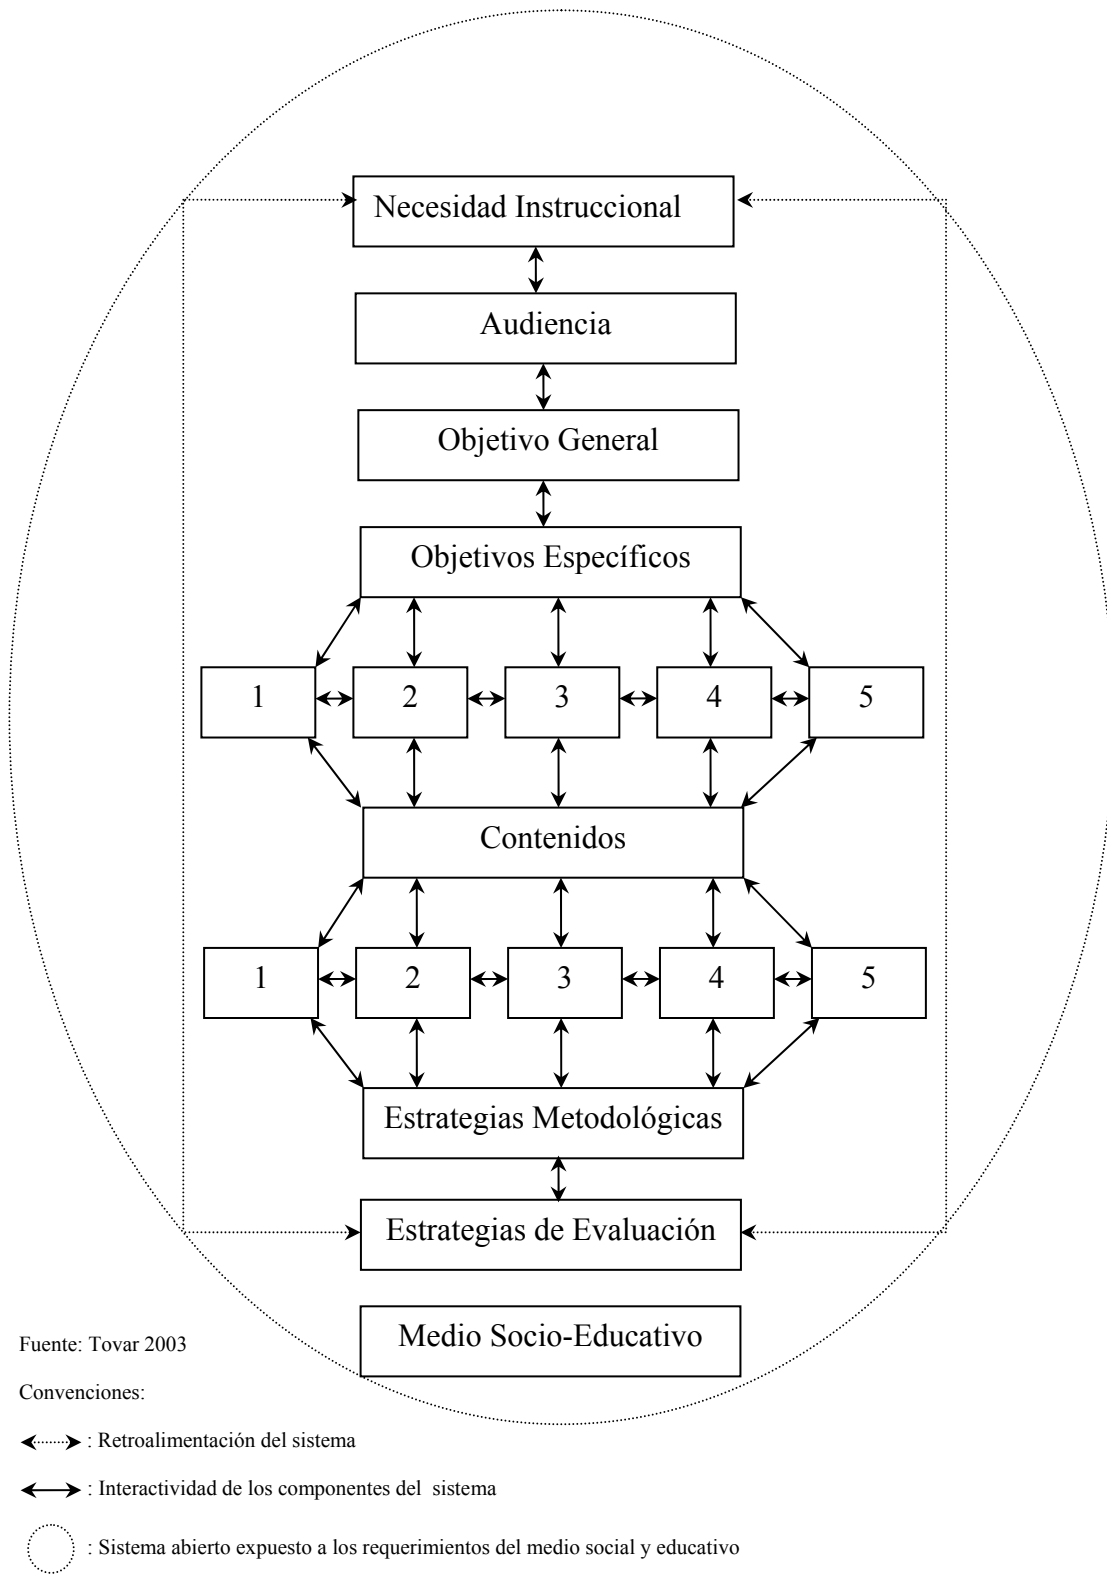 Necesidad Instruccional
Audiencia
Objetivo General
Objetivos Específicos
1 2 3 4 5
Contenidos
1 2 3 4 5
Estrategias Metodológicas
Estrategias de Evaluación
Medio Socio-Educativo
Fuente: Tovar 2003
Convenciones:
: Retroalimentación del sistema
: Interactividad de los componentes del sistema
: Sistema abierto expuesto a los requerimientos del medio social y educativo